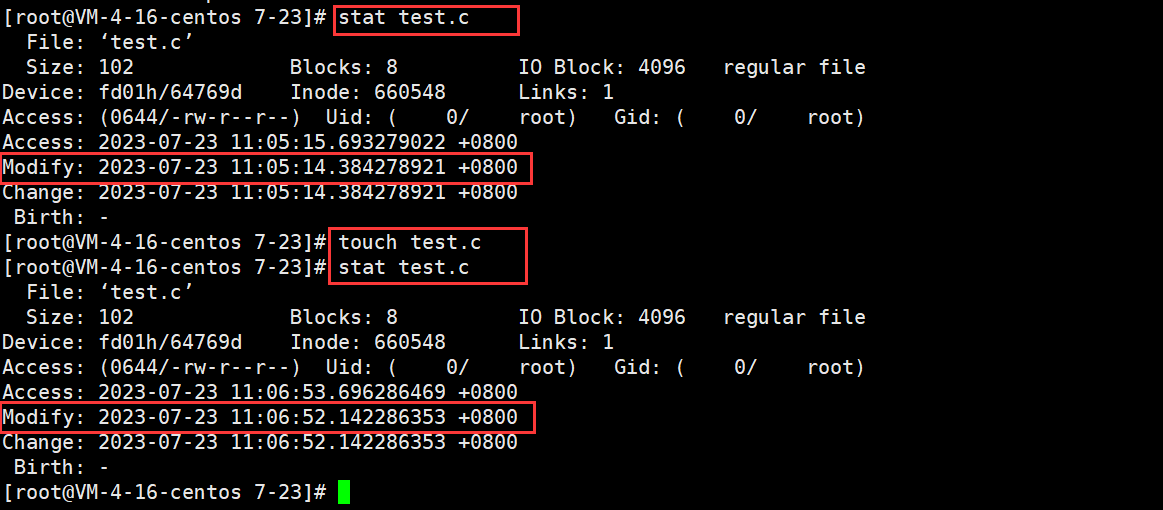 [root@VM-4-16-centos 7-23]# stat test.c
  File: ‘test.c’
  Size: 102             Blocks: 8          IO Block: 4096   regular file
Device: fd01h/64769d    Inode: 660548      Links: 1
Access: (0644/-rw-r--r--)  Uid: (    0/    root)   Gid: (    0/    root)
Access: 2023-07-23 11:05:15.693279022 +0800
Modify: 2023-07-23 11:05:14.384278921 +0800
Change: 2023-07-23 11:05:14.384278921 +0800
 Birth: -
[root@VM-4-16-centos 7-23]# touch test.c
[root@VM-4-16-centos 7-23]# stat test.c
  File: ‘test.c’
  Size: 102             Blocks: 8          IO Block: 4096   regular file
Device: fd01h/64769d    Inode: 660548      Links: 1
Access: (0644/-rw-r--r--)  Uid: (    0/    root)   Gid: (    0/    root)
Access: 2023-07-23 11:06:53.696286469 +0800
Modify: 2023-07-23 11:06:52.142286353 +0800
Change: 2023-07-23 11:06:52.142286353 +0800
 Birth: -
[root@VM-4-16-centos 7-23]#